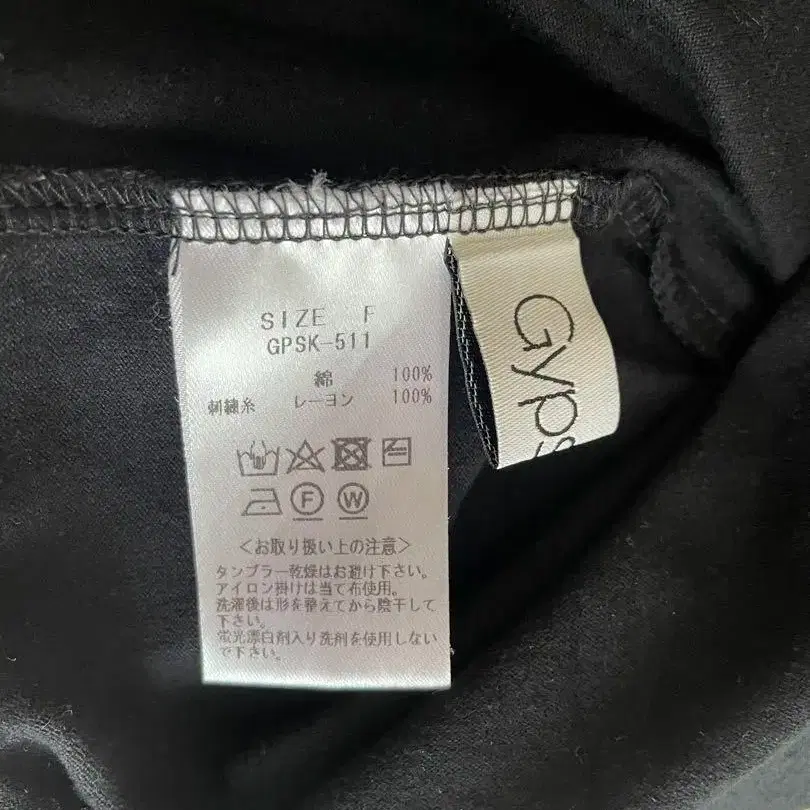 SIZE F
GPSK-511
綿 100%
刺繍糸 レーヨン 100%
F W
<お取り扱い上の注意>
タンブラー乾燥はお避け下さい。
アイロン掛けは当て布使用。
洗濯後は形を整えてから陰干して
下さい。
蛍光漂白剤入り洗剤を使用しない
で下さい。
Gyps